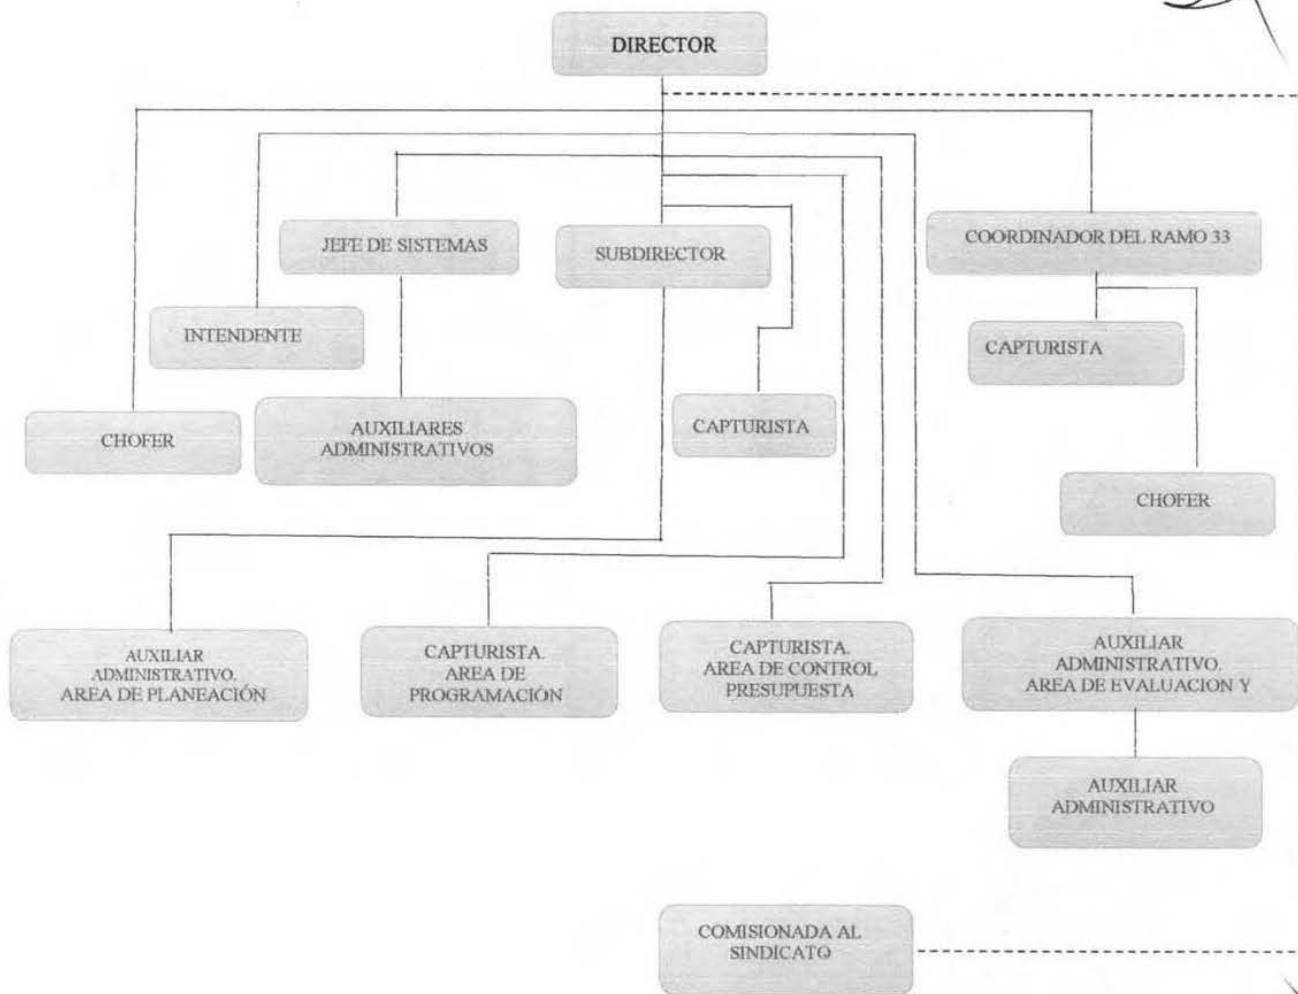 DIRECTOR
JEFE DE SISTEMAS
SUBDIRECTOR
COORDINADOR DEL RAMO 33
INTENDENTE
CAPTURISTA
CHOFER
AUXILIARES
ADMINISTRATIVOS
CAPTURISTA
CHOFER
AUXILIAR
ADMINISTRATIVO.
AREA DE PLANEACIÓN
CAPTURISTA.
AREA DE
PROGRAMACIÓN
CAPTURISTA.
AREA DE CONTROL
PRESUPUESTA
AUXILIAR
ADMINISTRATIVO.
AREA DE EVALUACION Y
AUXILIAR
ADMINISTRATIVO
COMISIONADA AL
SINDICATO